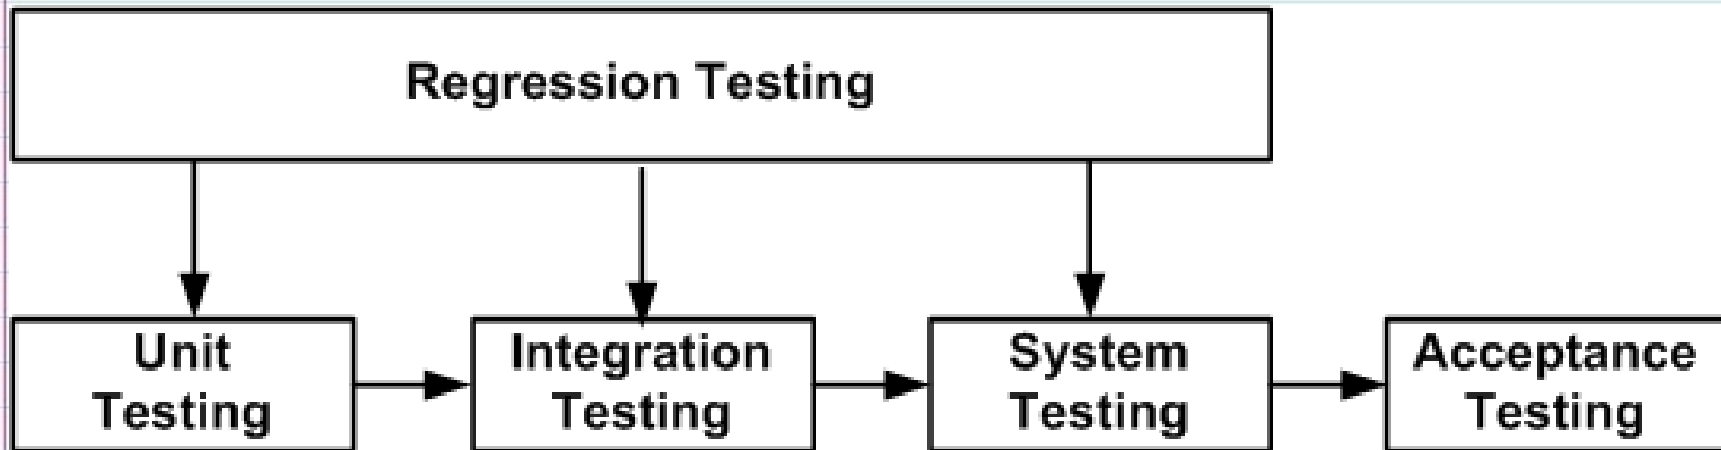 Regression Testing
Unit
Testing
Integration
Testing
System
Testing
Acceptance
Testing